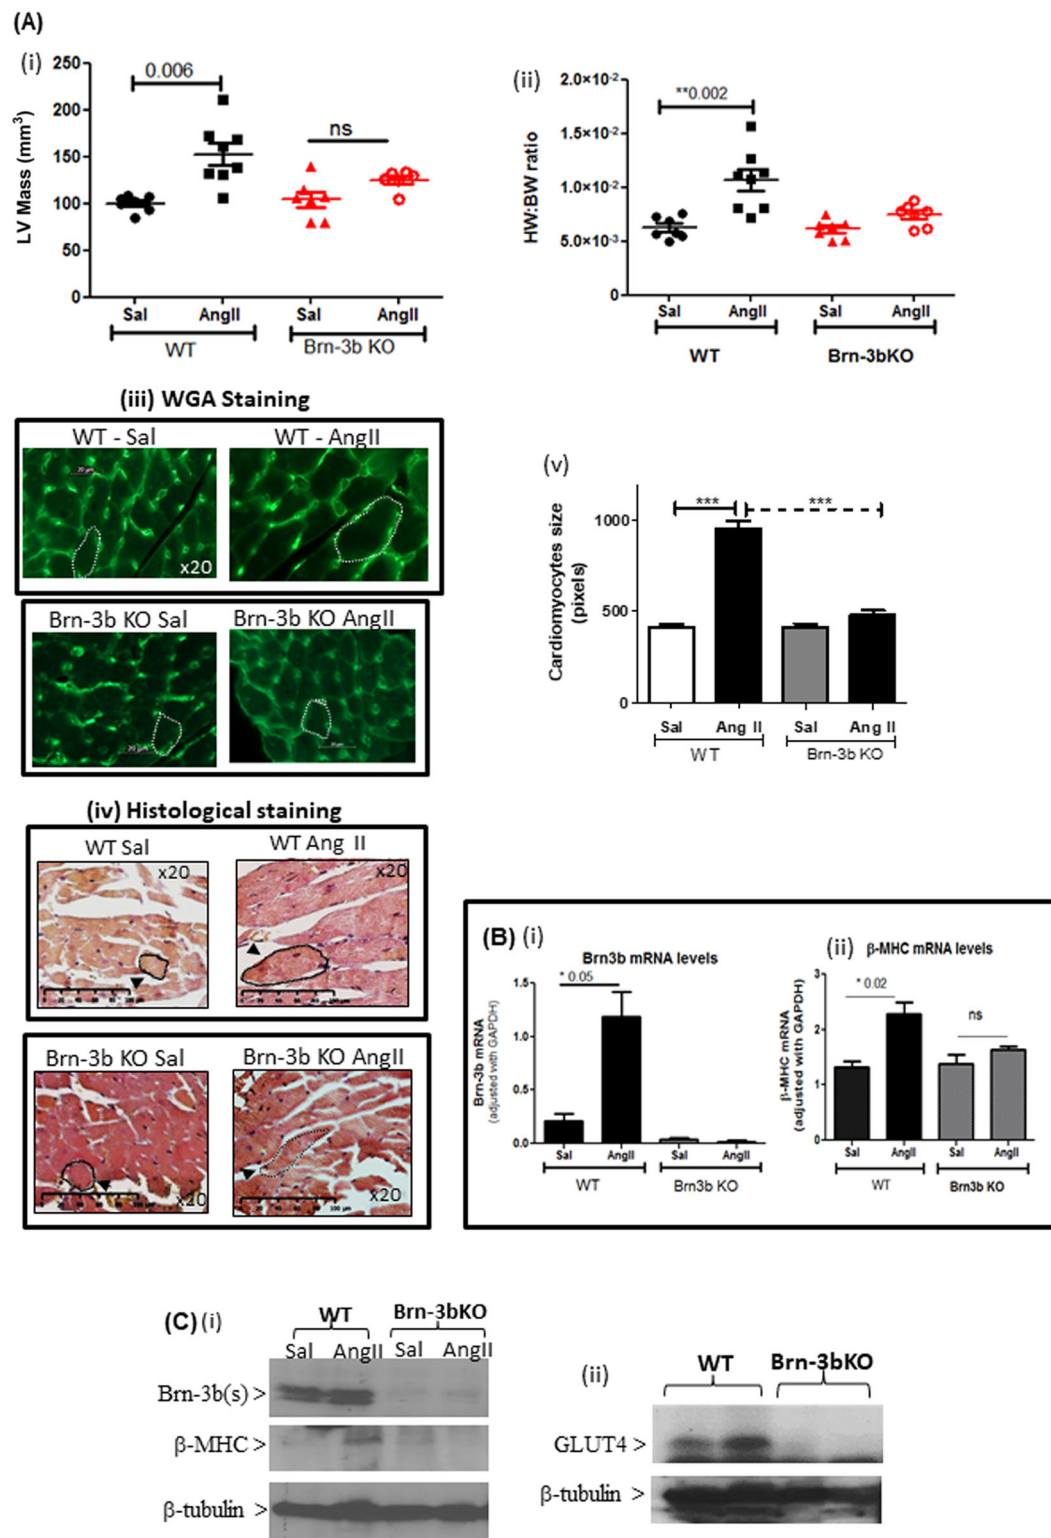 (A)
(i)
LV Mass (mm³)
250
200
150
100
50
0
0.006
ns
Sal
AngII
Sal
AngII
WT
Brn-3b KO
(ii)
HW:BW ratio
2.0×10⁻²
1.5×10⁻²
1.0×10⁻²
5.0×10⁻³
0
**0.002
Sal
AngII
Sal
AngII
WT
Brn-3bKO
(iii) WGA Staining
WT - Sal
WT - AngII
20 µm
x20
Brn-3b KO Sal
Brn-3b KO AngII
20 µm
(v)
Cardiomyocytes size
(pixels)
1000
500
0
***
***
Sal
Ang II
Sal
Ang II
WT
Brn-3b KO
(iv) Histological staining
WT Sal
WT Ang II
x20
x20
Brn-3b KO Sal
Brn-3b KO AngII
x20
x20
(B) (i)
Brn3b mRNA levels
Brn-3b mRNA
(adjusted with GAPDH)
1.5
1.0
0.5
0.0
* 0.05
Sal
AngII
Sal
AngII
WT
Brn3b KO
(ii)
β-MHC mRNA levels
β-MHC mRNA
(adjusted with GAPDH)
3
2
1
0
* 0.02
ns
Sal
AngII
Sal
AngII
WT
Brn3b KO
(C) (i)
WT
Brn-3bKO
Sal
AngII
Sal
AngII
Brn-3b(s) >
β-MHC >
β-tubulin >
(ii)
WT
Brn-3bKO
GLUT4 >
β-tubulin >